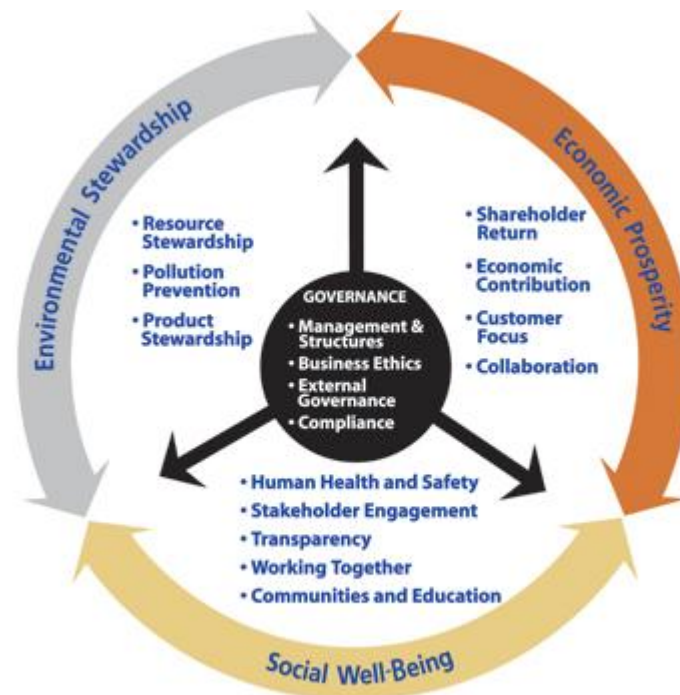 Environmental Stewardship
Economic Prosperity
• Resource
Stewardship
• Pollution
Prevention
• Product
Stewardship
• Shareholder
Return
• Economic
Contribution
• Customer
Focus
• Collaboration
GOVERNANCE
• Management &
Structures
• Business Ethics
• External
Governance
• Compliance
• Human Health and Safety
• Stakeholder Engagement
• Transparency
• Working Together
• Communities and Education
Social Well-Being